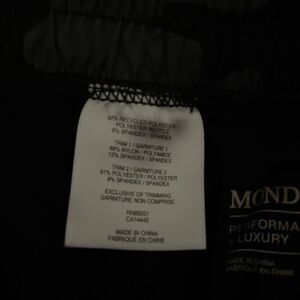 92% RECYCLED POLYESTER /
POLYESTER RECYCLÉ
8% SPANDEX / SPANDEX
TRIM 1 / GARNITURE 1
88% NYLON / POLYAMIDE
12% SPANDEX / SPANDEX
TRIM 2 / GARNITURE 2
91% POLYESTER / POLYESTER
9% SPANDEX / SPANDEX
EXCLUSIVE OF TRIMMING
GARNITURE NON COMPRISE
CA14442
MADE IN CHINA
FABRIQUÉ EN CHINE
MOND
PERFORMA
LUXURY
MADE IN CHINA
FABRIQUÉ EN CHINE